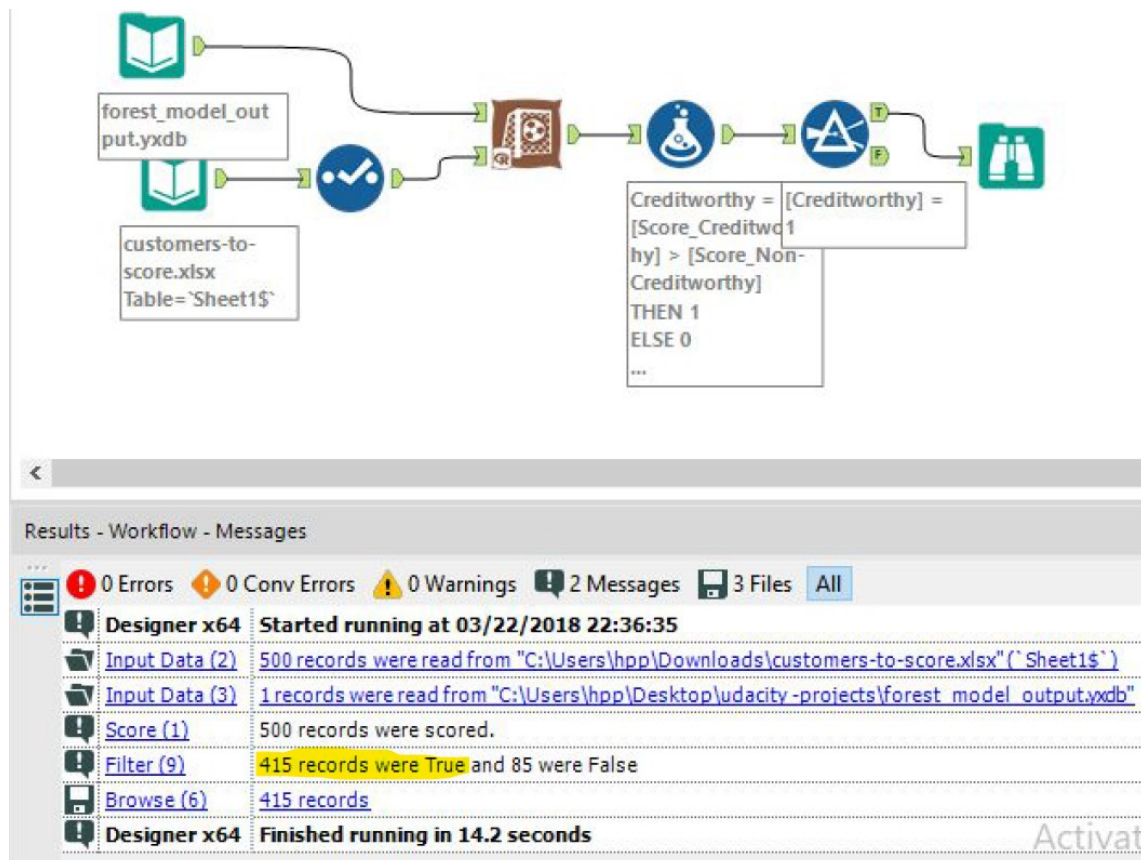 forest_model_out
put.yxdb
customers-to-
score.xlsx
Table=`Sheet1$`
Creditworthy =
[Score_Creditwo
hy] > [Score_Non-
Creditworthy]
THEN 1
ELSE 0
...
[Creditworthy] =
1
T
F
R
<
Results - Workflow - Messages
0 Errors 0 Conv Errors 0 Warnings 2 Messages 3 Files All
Designer x64 Started running at 03/22/2018 22:36:35
Input Data (2) 500 records were read from "C:\Users\hpp\Downloads\customers-to-score.xlsx"(`Sheet1$`)
Input Data (3) 1 records were read from "C:\Users\hpp\Desktop\udacity -projects\forest_model_output.yxdb"
Score (1) 500 records were scored.
Filter (9) 415 records were True and 85 were False
Browse (6) 415 records
Designer x64 Finished running in 14.2 seconds
Activat